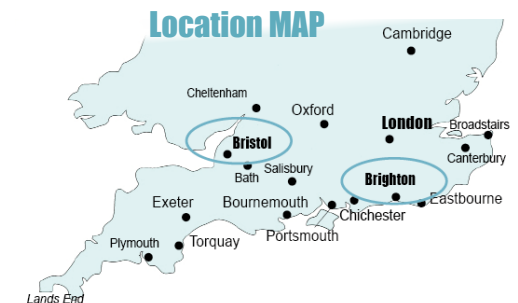 Location MAP
Cambridge
Cheltenham
Oxford
London
Broadstairs
Bristol
Canterbury
Bath
Salisbury
Brighton
Eastbourne
Exeter
Bournemouth
Chichester
Plymouth
Torquay
Portsmouth
Lands End